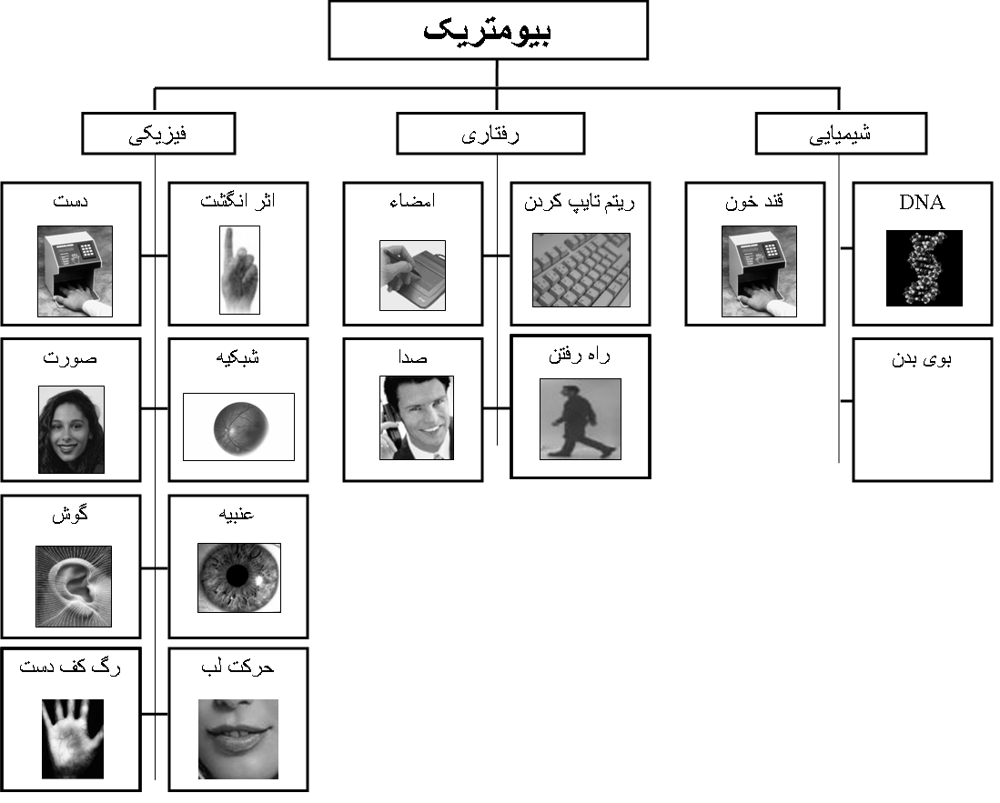 بیومتریک
شیمیایی
رفتاری
فیزیکی
DNA
قند خون
بوی بدن
ریتم تایپ کردن
امضاء
راه رفتن
صدا
اثر انگشت
دست
شبکیه
صورت
عنبیه
گوش
حرکت لب
رگ کف دست